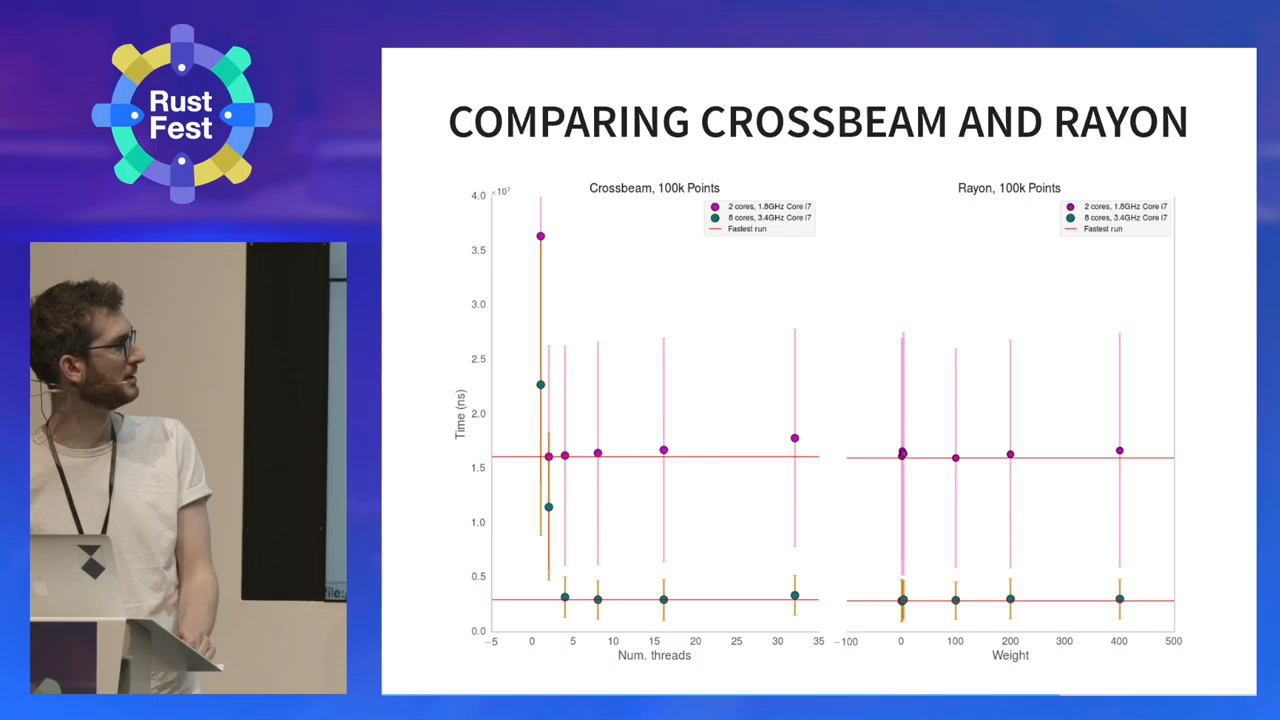 Rust
Fest
COMPARING CROSSBEAM AND RAYON
Crossbeam, 100k Points
4.0 ×10⁷
3.5
3.0
2.5
2.0
1.5
1.0
0.5
0.0
Time (ns)
2 cores, 1.8GHz Core i7
8 cores, 3.4GHz Core i7
Fastest run
−5 0 5 10 15 20 25 30 35
Num. threads
Rayon, 100k Points
2 cores, 1.8GHz Core i7
8 cores, 3.4GHz Core i7
Fastest run
−100 0 100 200 300 400 500
Weight
file: